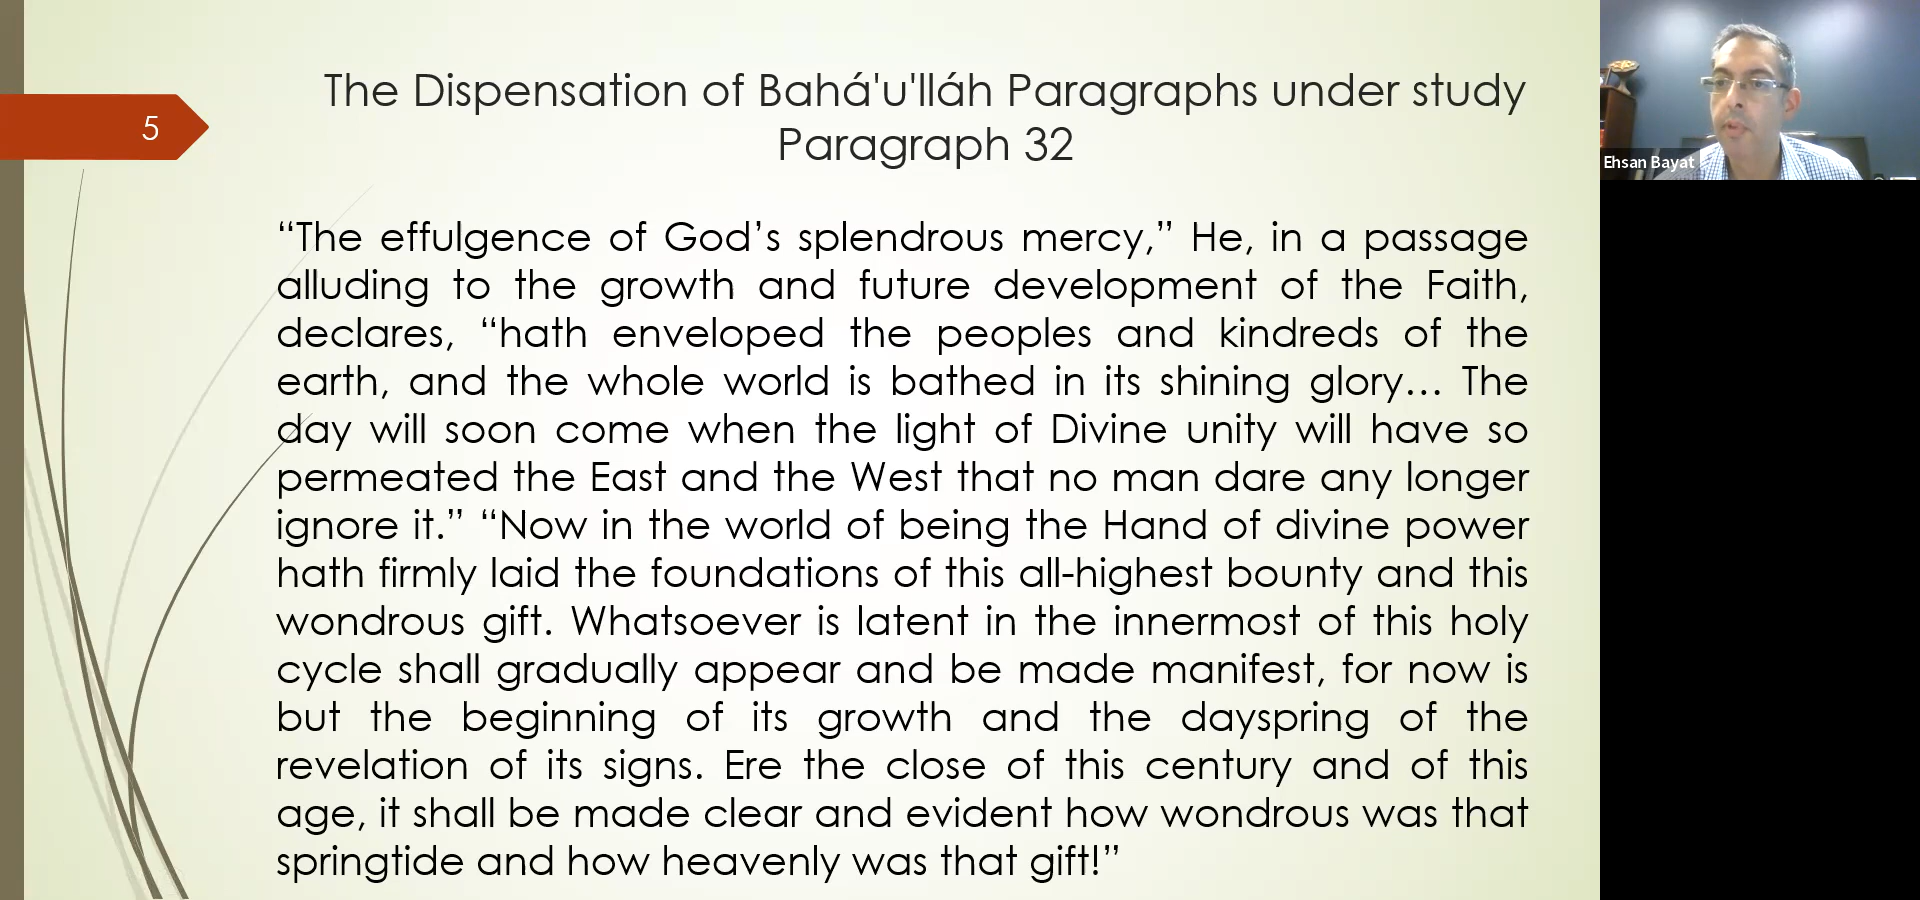 The Dispensation of Bahá'u'lláh Paragraphs under study
Paragraph 32
5
“The effulgence of God’s splendrous mercy,” He, in a passage
alluding to the growth and future development of the Faith,
declares, “hath enveloped the peoples and kindreds of the
earth, and the whole world is bathed in its shining glory… The
day will soon come when the light of Divine unity will have so
permeated the East and the West that no man dare any longer
ignore it.” “Now in the world of being the Hand of divine power
hath firmly laid the foundations of this all-highest bounty and this
wondrous gift. Whatsoever is latent in the innermost of this holy
cycle shall gradually appear and be made manifest, for now is
but the beginning of its growth and the dayspring of the
revelation of its signs. Ere the close of this century and of this
age, it shall be made clear and evident how wondrous was that
springtide and how heavenly was that gift!”
Ehsan Bayat